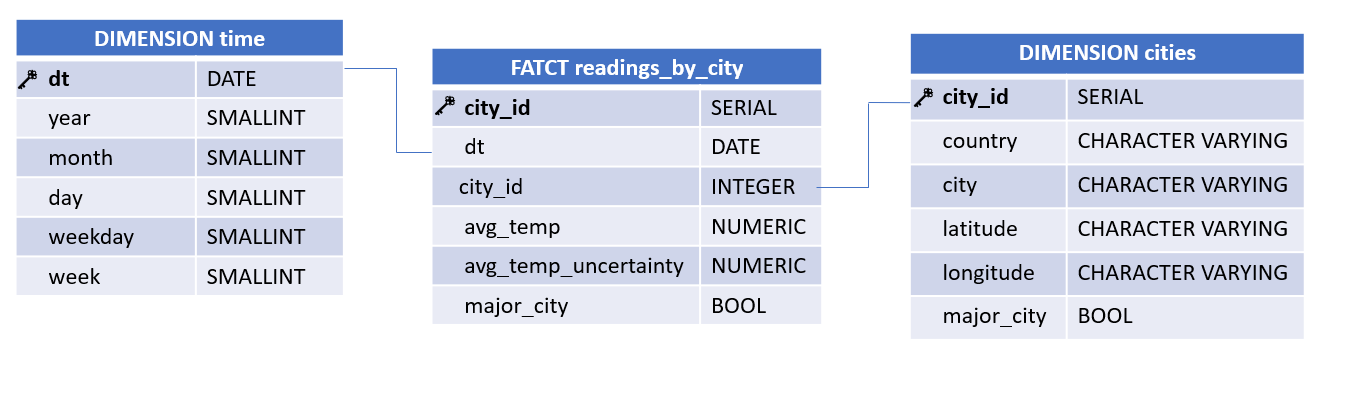 DIMENSION time
dt DATE
year SMALLINT
month SMALLINT
day SMALLINT
weekday SMALLINT
week SMALLINT
FATCT readings_by_city
city_id SERIAL
dt DATE
city_id INTEGER
avg_temp NUMERIC
avg_temp_uncertainty NUMERIC
major_city BOOL
DIMENSION cities
city_id SERIAL
country CHARACTER VARYING
city CHARACTER VARYING
latitude CHARACTER VARYING
longitude CHARACTER VARYING
major_city BOOL